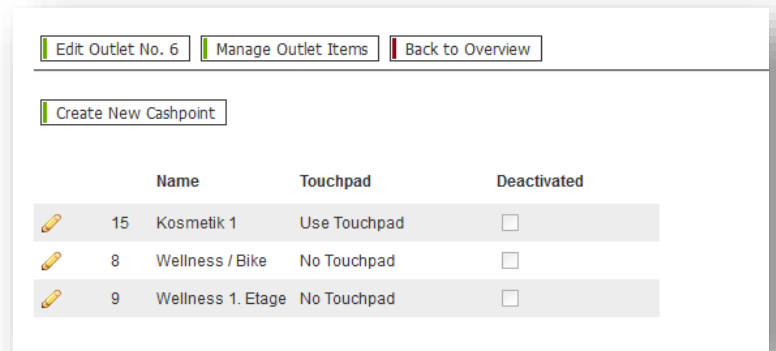 Edit Outlet No. 6 Manage Outlet Items Back to Overview
Create New Cashpoint
Name Touchpad Deactivated
15 Kosmetik 1 Use Touchpad
8 Wellness / Bike No Touchpad
9 Wellness 1. Etage No Touchpad